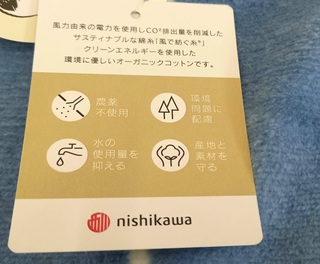 風力由来の電力を使用しCO²排出量を削減した
サスティナブルな綿糸「風で紡ぐ糸®」
クリーンエネルギーを使用した
環境に優しいオーガニックコットンです。
農薬
不使用
環境
問題に
配慮
水の
使用量を
抑える
産地と
素材を
守る
nishikawa